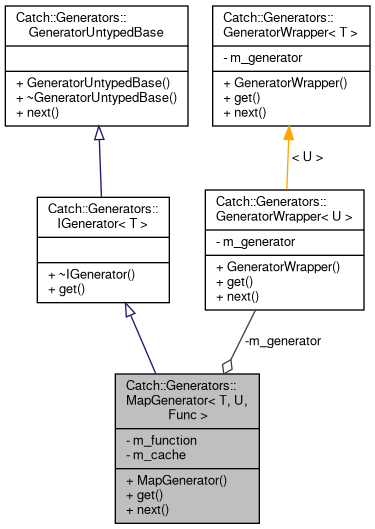 Catch::Generators::
GeneratorUntypedBase
+ GeneratorUntypedBase()
+ ~GeneratorUntypedBase()
+ next()
Catch::Generators::
GeneratorWrapper< T >
- m_generator
+ GeneratorWrapper()
+ get()
+ next()
< U >
Catch::Generators::
IGenerator< T >
+ ~IGenerator()
+ get()
Catch::Generators::
GeneratorWrapper< U >
- m_generator
+ GeneratorWrapper()
+ get()
+ next()
-m_generator
Catch::Generators::
MapGenerator< T, U,
Func >
- m_function
- m_cache
+ MapGenerator()
+ get()
+ next()